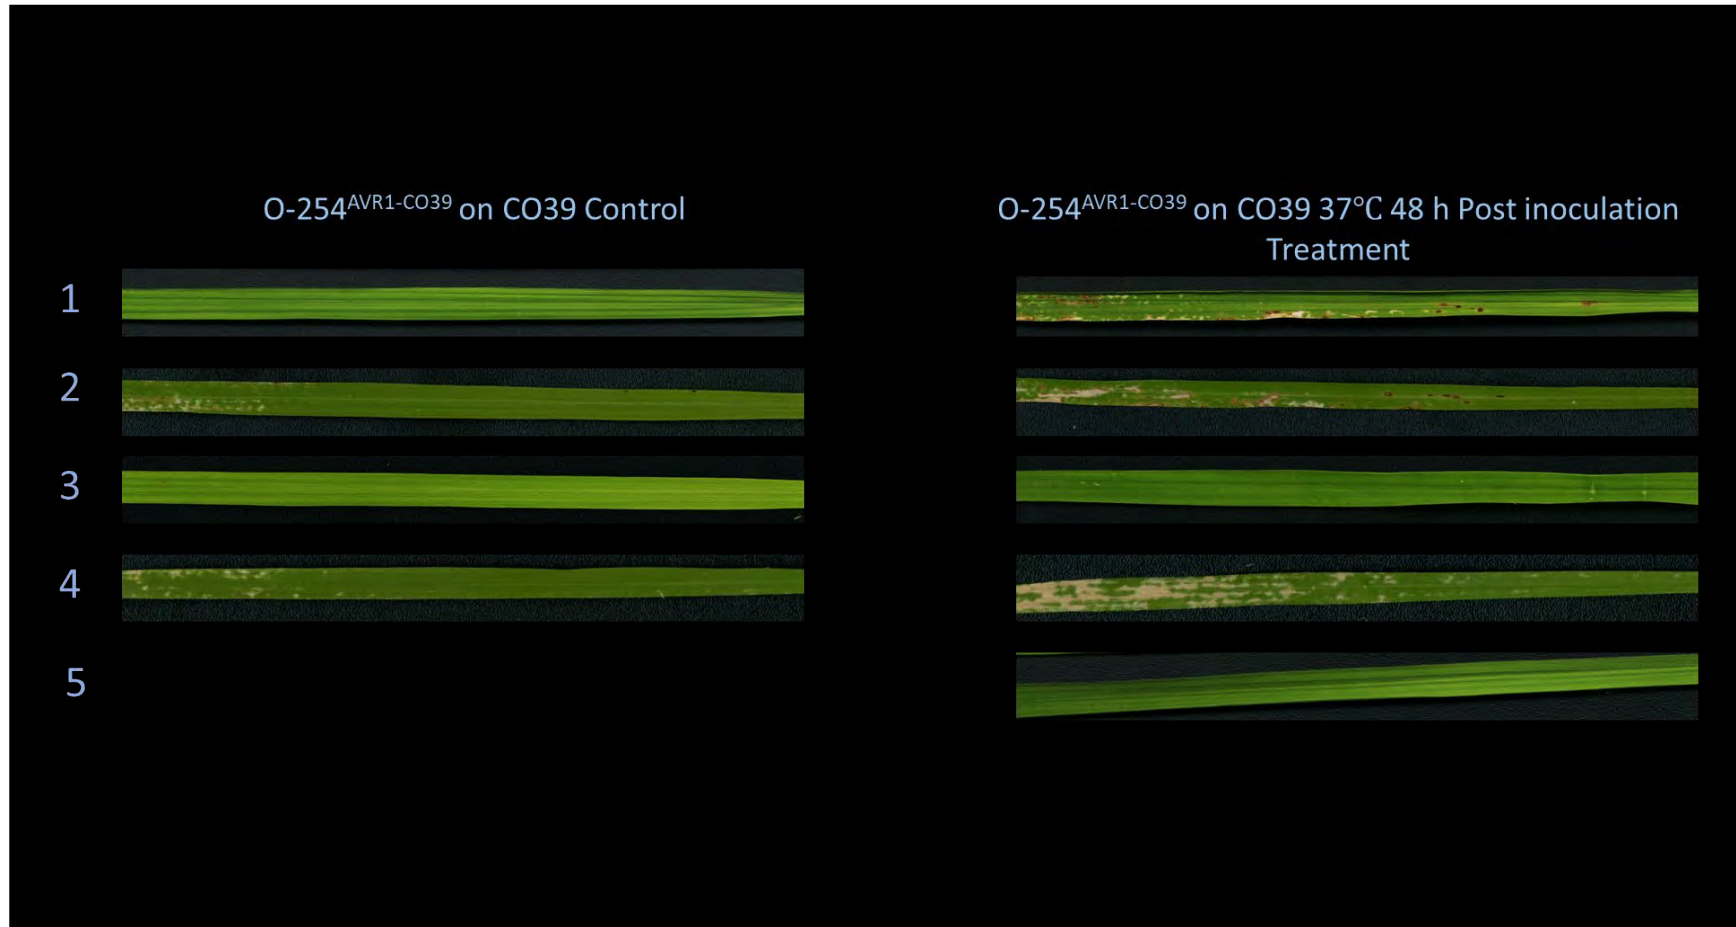 O-254AVR1-CO39 on CO39 Control
O-254AVR1-CO39 on CO39 37℃ 48 h Post inoculation
Treatment
1
2
3
4
5